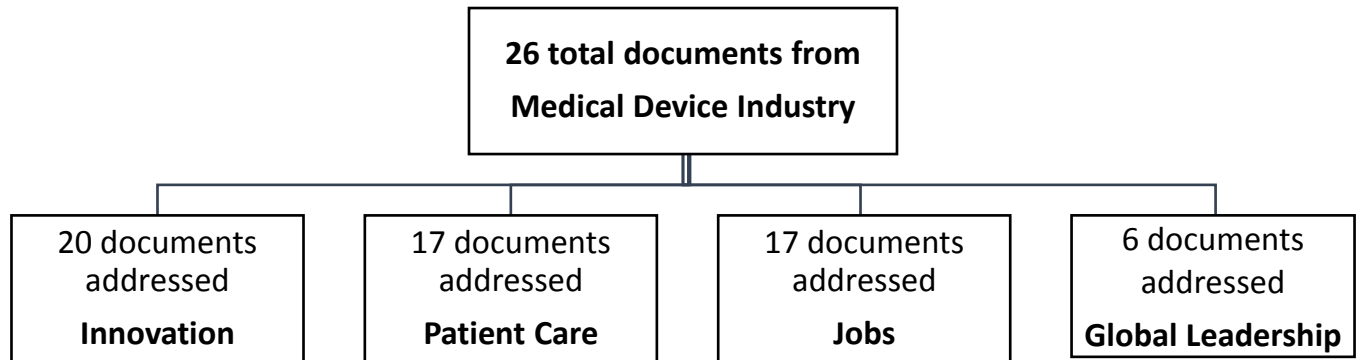 26 total documents from
Medical Device Industry
20 documents
addressed
Innovation
17 documents
addressed
Patient Care
17 documents
addressed
Jobs
6 documents
addressed
Global Leadership